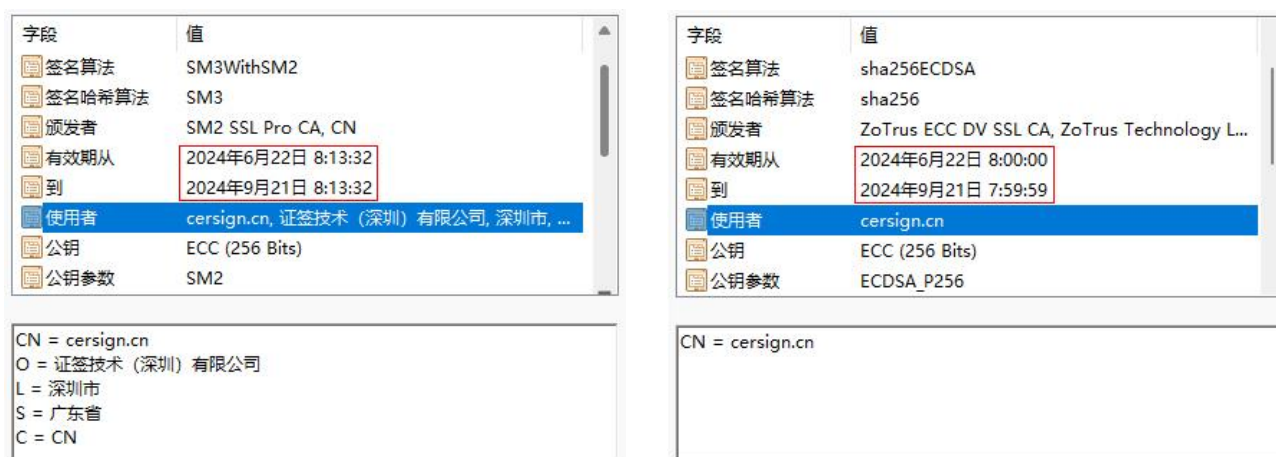 字段 值
签名算法 SM3WithSM2
签名哈希算法 SM3
颁发者 SM2 SSL Pro CA, CN
有效期从 2024年6月22日 8:13:32
到 2024年9月21日 8:13:32
使用者 cersign.cn, 证签技术（深圳）有限公司, 深圳市, ...
公钥 ECC (256 Bits)
公钥参数 SM2
CN = cersign.cn
O = 证签技术（深圳）有限公司
L = 深圳市
S = 广东省
C = CN
字段 值
签名算法 sha256ECDSA
签名哈希算法 sha256
颁发者 ZoTrus ECC DV SSL CA, ZoTrus Technology L...
有效期从 2024年6月22日 8:00:00
到 2024年9月21日 7:59:59
使用者 cersign.cn
公钥 ECC (256 Bits)
公钥参数 ECDSA_P256
CN = cersign.cn